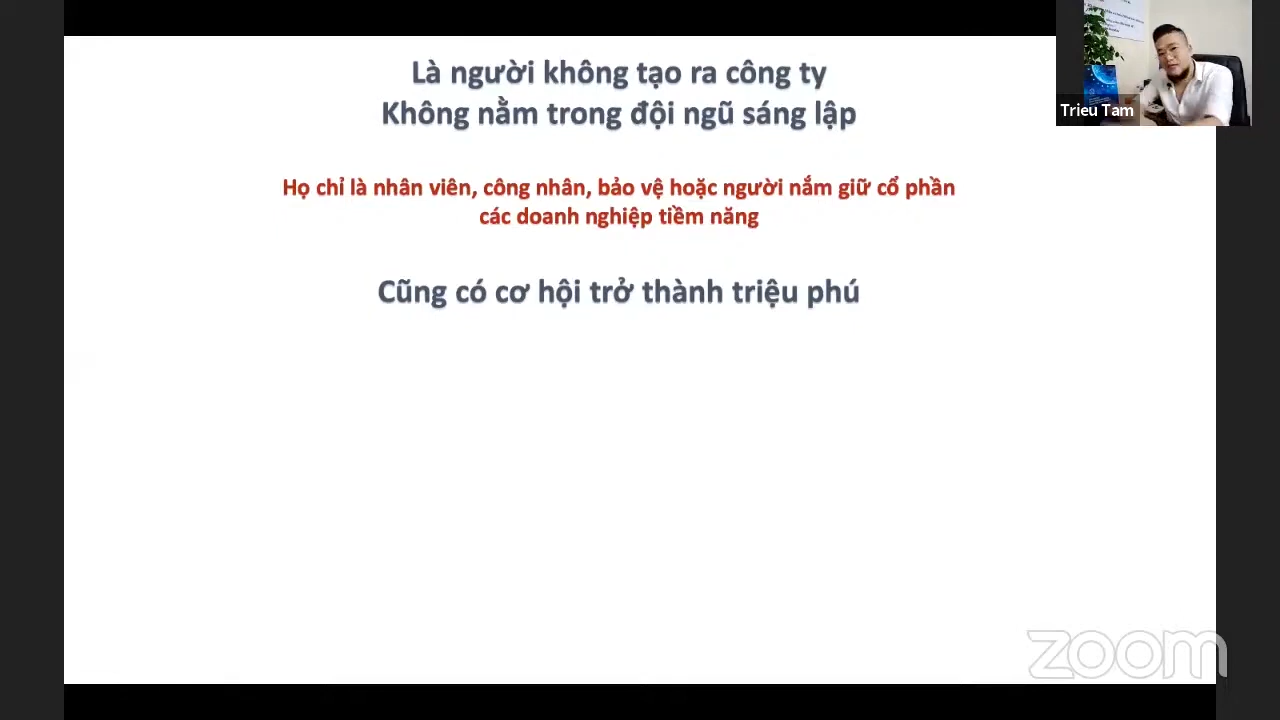 Là người không tạo ra công ty
Không nằm trong đội ngũ sáng lập
Họ chỉ là nhân viên, công nhân, bảo vệ hoặc người nắm giữ cổ phần
các doanh nghiệp tiềm năng
Cũng có cơ hội trở thành triệu phú
Trieu Tam
zoom